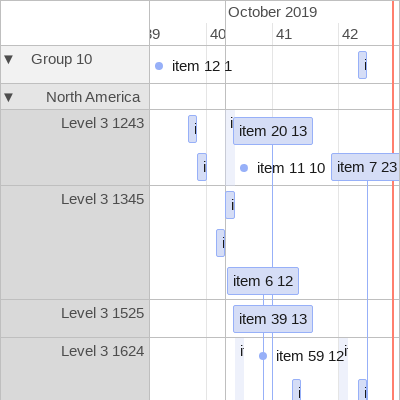 October 2019
39 40 41 42
▼ Group 10
item 12 1
i
▼ North America
Level 3 1243
i
i
item 20 13
i
item 11 10
item 7 23
Level 3 1345
i
i
item 6 12
Level 3 1525
item 39 13
Level 3 1624
i
item 59 12
i
i
i